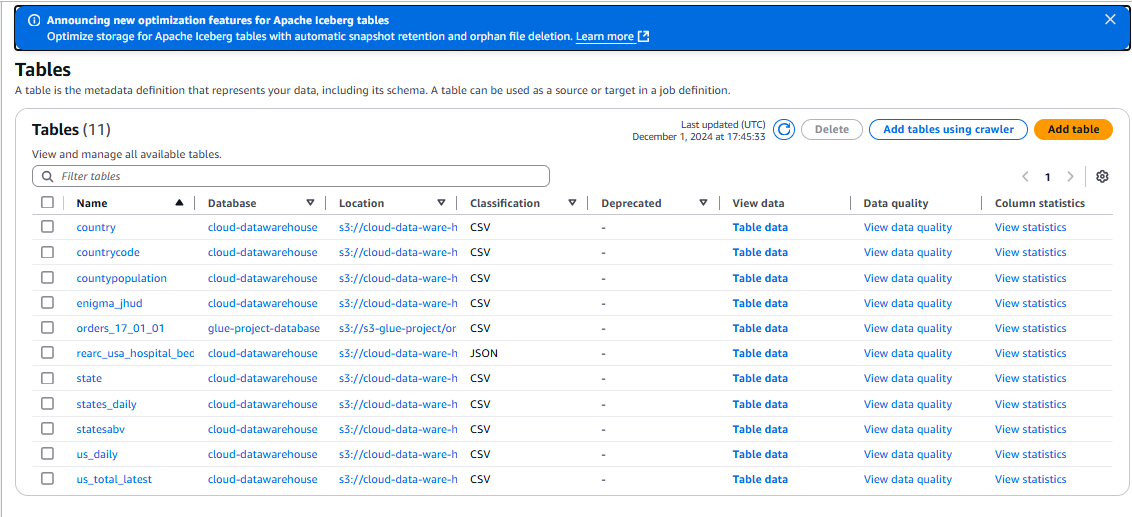 Announcing new optimization features for Apache Iceberg tables
Optimize storage for Apache Iceberg tables with automatic snapshot retention and orphan file deletion. Learn more
Tables
A table is the metadata definition that represents your data, including its schema. A table can be used as a source or target in a job definition.
Tables (11)
Last updated (UTC)
December 1, 2024 at 17:45:33
Delete
Add tables using crawler
Add table
View and manage all available tables.
Filter tables
1
Name Database Location Classification Deprecated View data Data quality Column statistics
country cloud-datawarehouse s3://cloud-data-ware-h CSV - Table data View data quality View statistics
countrycode cloud-datawarehouse s3://cloud-data-ware-h CSV - Table data View data quality View statistics
countypopulation cloud-datawarehouse s3://cloud-data-ware-h CSV - Table data View data quality View statistics
enigma_jhud cloud-datawarehouse s3://cloud-data-ware-h CSV - Table data View data quality View statistics
orders_17_01_01 glue-project-database s3://s3-glue-project/or CSV - Table data View data quality View statistics
rearc_usa_hospital_bed cloud-datawarehouse s3://cloud-data-ware-h JSON - Table data View data quality View statistics
state cloud-datawarehouse s3://cloud-data-ware-h CSV - Table data View data quality View statistics
states_daily cloud-datawarehouse s3://cloud-data-ware-h CSV - Table data View data quality View statistics
statesabv cloud-datawarehouse s3://cloud-data-ware-h CSV - Table data View data quality View statistics
us_daily cloud-datawarehouse s3://cloud-data-ware-h CSV - Table data View data quality View statistics
us_total_latest cloud-datawarehouse s3://cloud-data-ware-h CSV - Table data View data quality View statistics